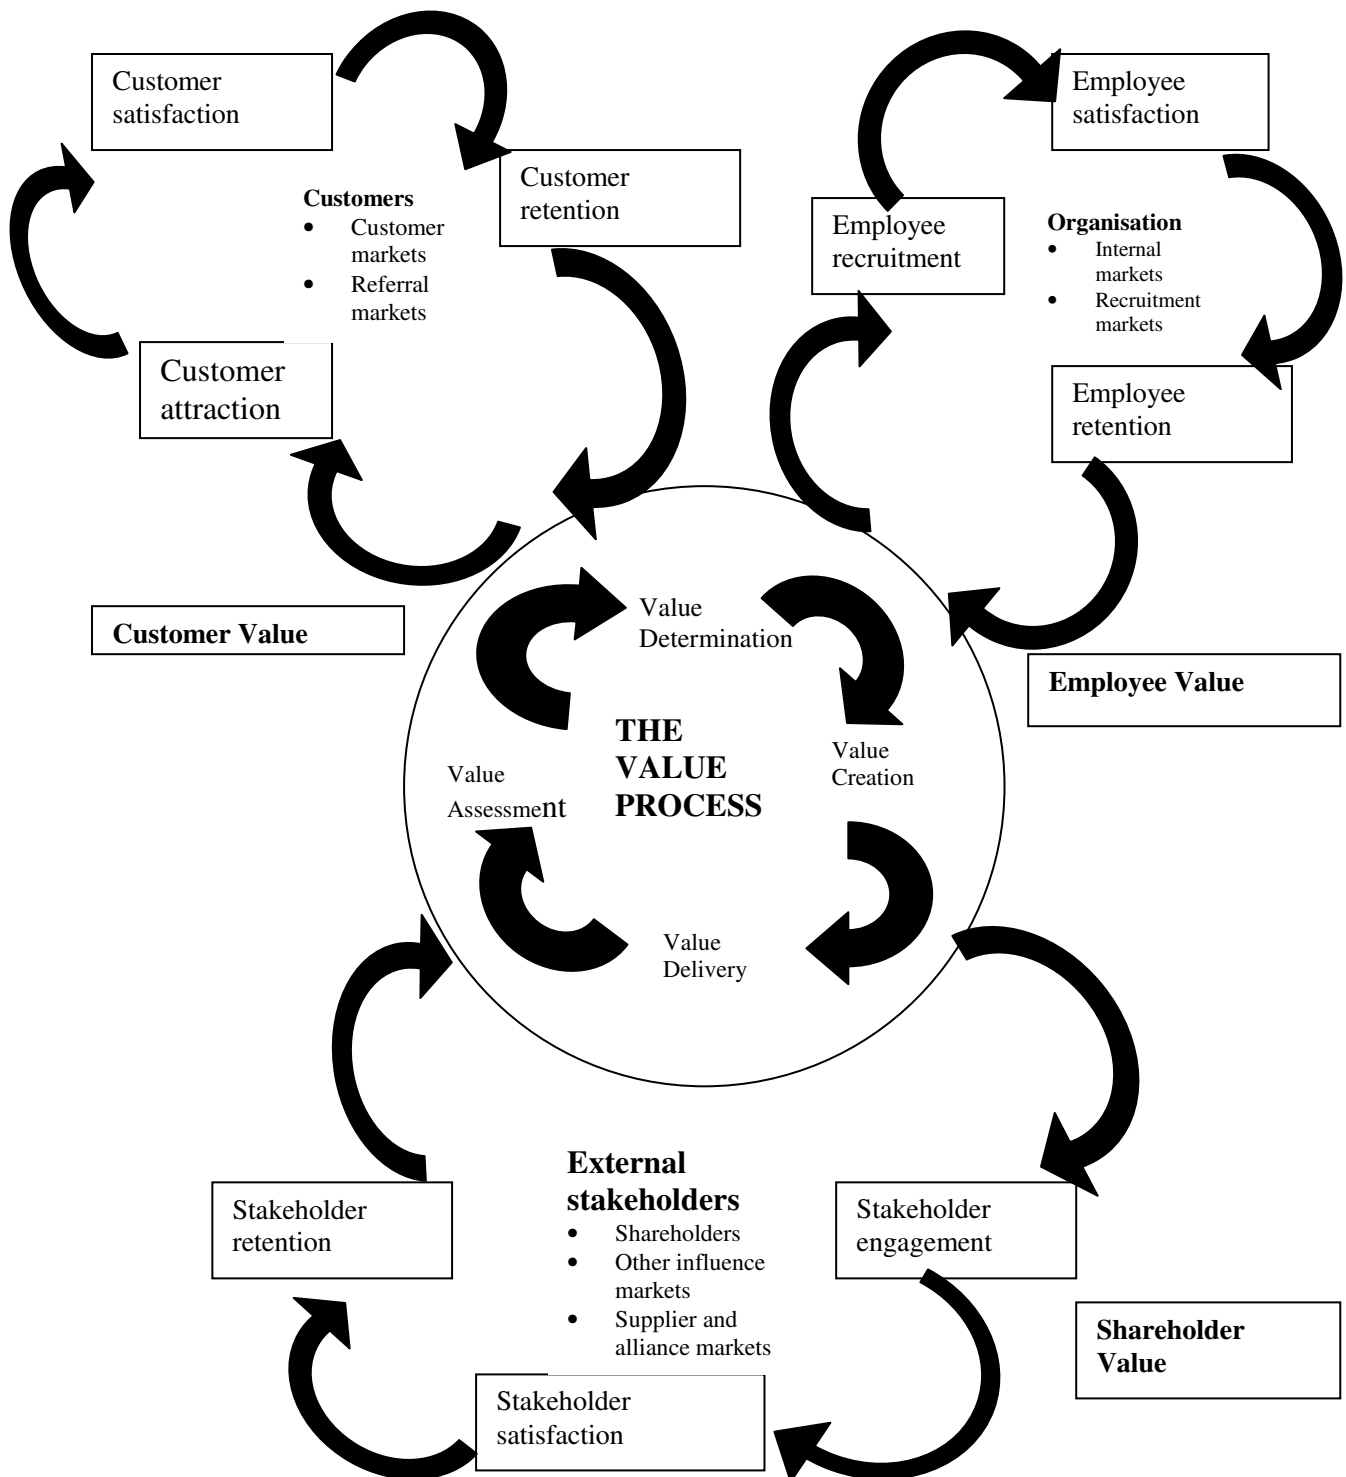 Customer
satisfaction
Customer
retention
Customers
• Customer
markets
• Referral
markets
Customer
attraction
Customer Value
Employee
satisfaction
Employee
recruitment
Organisation
• Internal
markets
• Recruitment
markets
Employee
retention
Employee Value
Value
Determination
THE
VALUE
PROCESS
Value
Creation
Value
Assessment
Value
Delivery
External
stakeholders
• Shareholders
• Other influence
markets
• Supplier and
alliance markets
Stakeholder
retention
Stakeholder
engagement
Stakeholder
satisfaction
Shareholder
Value